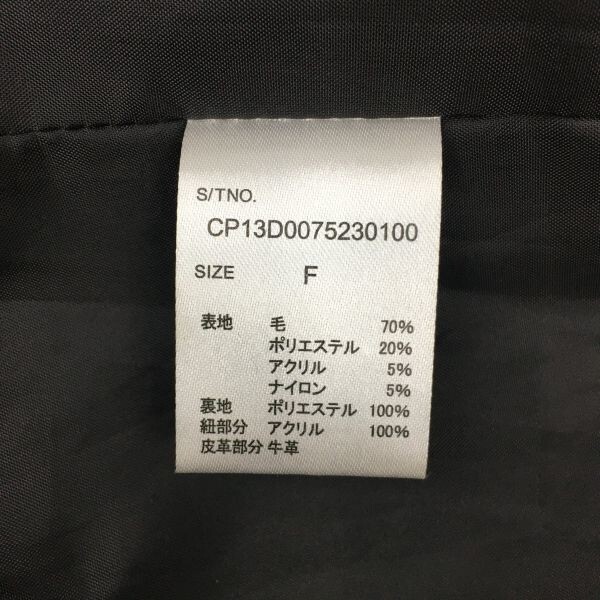 S/TNO.
CP13D0075230100
SIZE F
表地 毛 70%
ポリエステル 20%
アクリル 5%
ナイロン 5%
裏地 ポリエステル 100%
紐部分 アクリル 100%
皮革部分 牛革